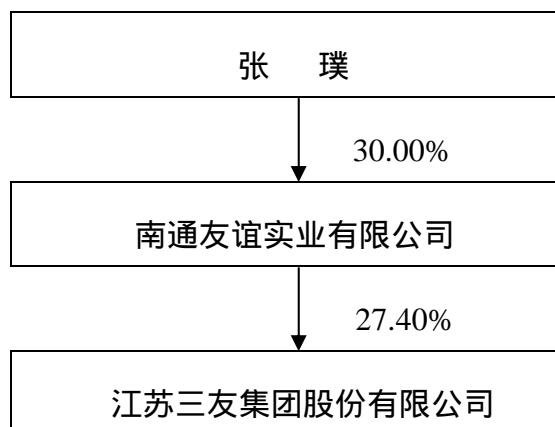 张 璞
30.00%
南通友谊实业有限公司
27.40%
江苏三友集团股份有限公司